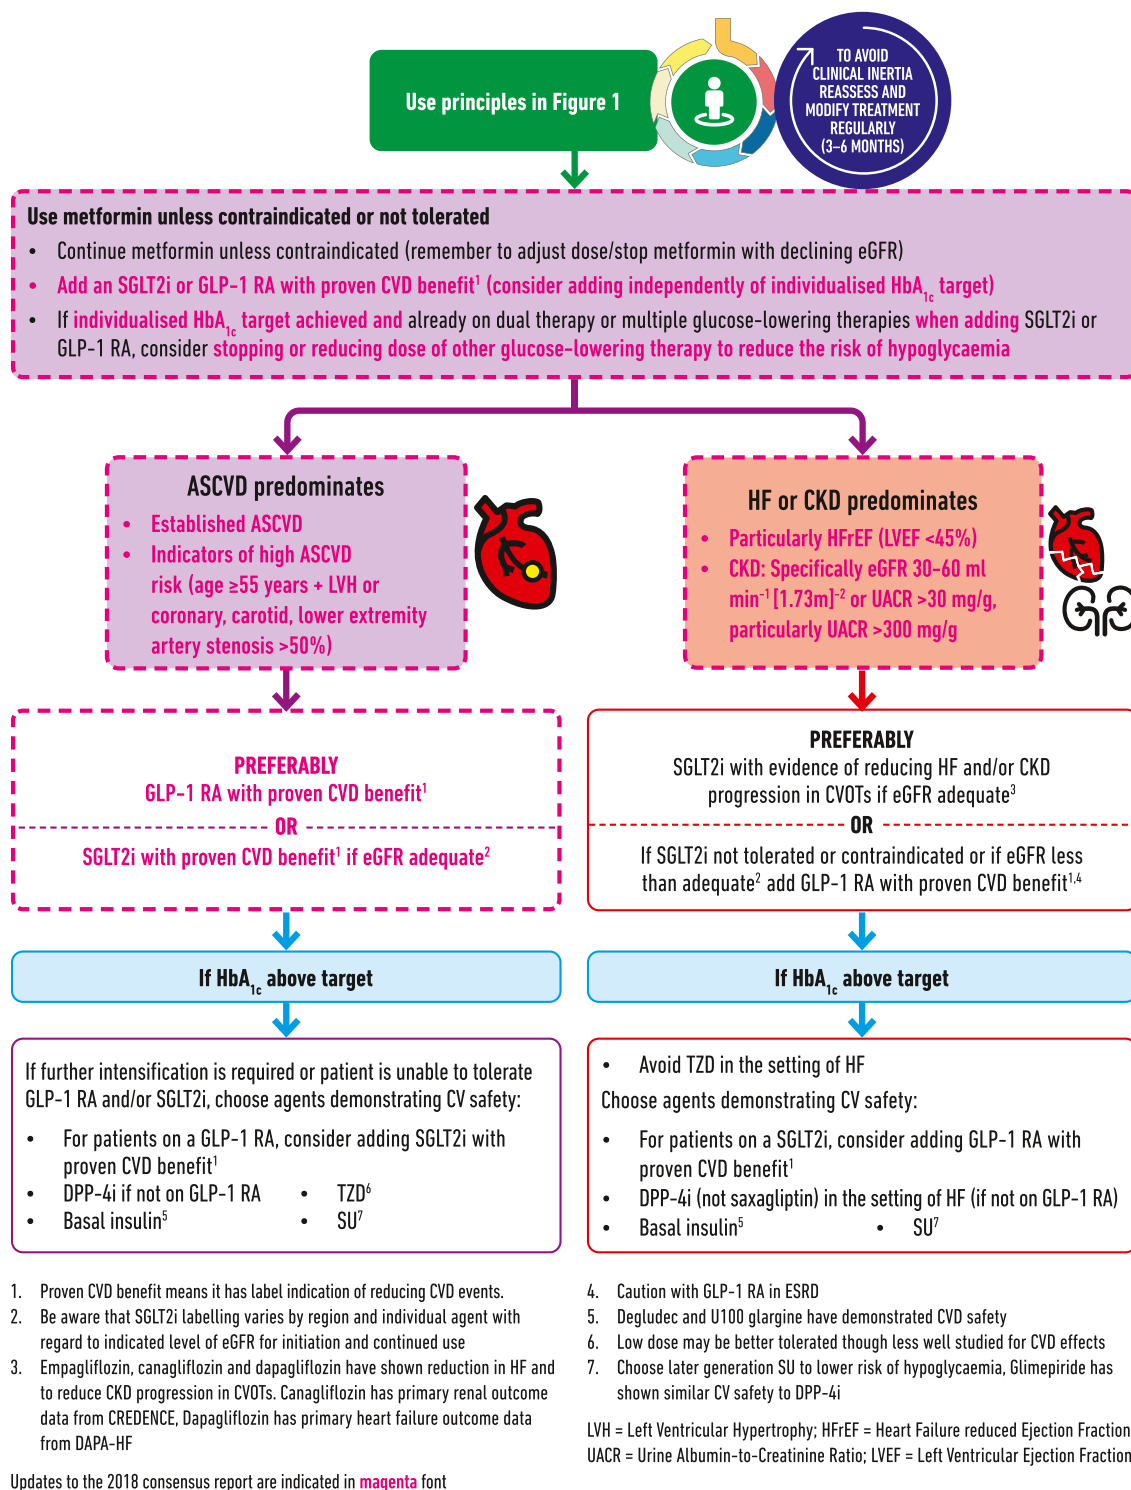 Use principles in Figure 1
TO AVOID
CLINICAL INERTIA
REASSESS AND
MODIFY TREATMENT
REGULARLY
(3–6 MONTHS)
Use metformin unless contraindicated or not tolerated
• Continue metformin unless contraindicated (remember to adjust dose/stop metformin with declining eGFR)
• Add an SGLT2i or GLP-1 RA with proven CVD benefit¹ (consider adding independently of individualised HbA1c target)
• If individualised HbA1c target achieved and already on dual therapy or multiple glucose-lowering therapies when adding SGLT2i or
GLP-1 RA, consider stopping or reducing dose of other glucose-lowering therapy to reduce the risk of hypoglycaemia
ASCVD predominates
• Established ASCVD
• Indicators of high ASCVD
risk (age ≥55 years + LVH or
coronary, carotid, lower extremity
artery stenosis >50%)
HF or CKD predominates
• Particularly HFrEF (LVEF <45%)
• CKD: Specifically eGFR 30-60 ml
min⁻¹ [1.73m]⁻² or UACR >30 mg/g,
particularly UACR >300 mg/g
PREFERABLY
GLP-1 RA with proven CVD benefit¹
OR
SGLT2i with proven CVD benefit¹ if eGFR adequate²
PREFERABLY
SGLT2i with evidence of reducing HF and/or CKD
progression in CVOTs if eGFR adequate³
OR
If SGLT2i not tolerated or contraindicated or if eGFR less
than adequate² add GLP-1 RA with proven CVD benefit¹,⁴
If HbA1c above target
If HbA1c above target
If further intensification is required or patient is unable to tolerate
GLP-1 RA and/or SGLT2i, choose agents demonstrating CV safety:
• For patients on a GLP-1 RA, consider adding SGLT2i with
proven CVD benefit¹
• DPP-4i if not on GLP-1 RA • TZD⁶
• Basal insulin⁵ • SU⁷
• Avoid TZD in the setting of HF
Choose agents demonstrating CV safety:
• For patients on a SGLT2i, consider adding GLP-1 RA with
proven CVD benefit¹
• DPP-4i (not saxagliptin) in the setting of HF (if not on GLP-1 RA)
• Basal insulin⁵ • SU⁷
1. Proven CVD benefit means it has label indication of reducing CVD events.
2. Be aware that SGLT2i labelling varies by region and individual agent with
regard to indicated level of eGFR for initiation and continued use
3. Empagliflozin, canagliflozin and dapagliflozin have shown reduction in HF and
to reduce CKD progression in CVOTs. Canagliflozin has primary renal outcome
data from CREDENCE, Dapagliflozin has primary heart failure outcome data
from DAPA-HF
4. Caution with GLP-1 RA in ESRD
5. Degludec and U100 glargine have demonstrated CVD safety
6. Low dose may be better tolerated though less well studied for CVD effects
7. Choose later generation SU to lower risk of hypoglycaemia, Glimepiride has
shown similar CV safety to DPP-4i
LVH = Left Ventricular Hypertrophy; HFrEF = Heart Failure reduced Ejection Fraction
UACR = Urine Albumin-to-Creatinine Ratio; LVEF = Left Ventricular Ejection Fraction
Updates to the 2018 consensus report are indicated in magenta font